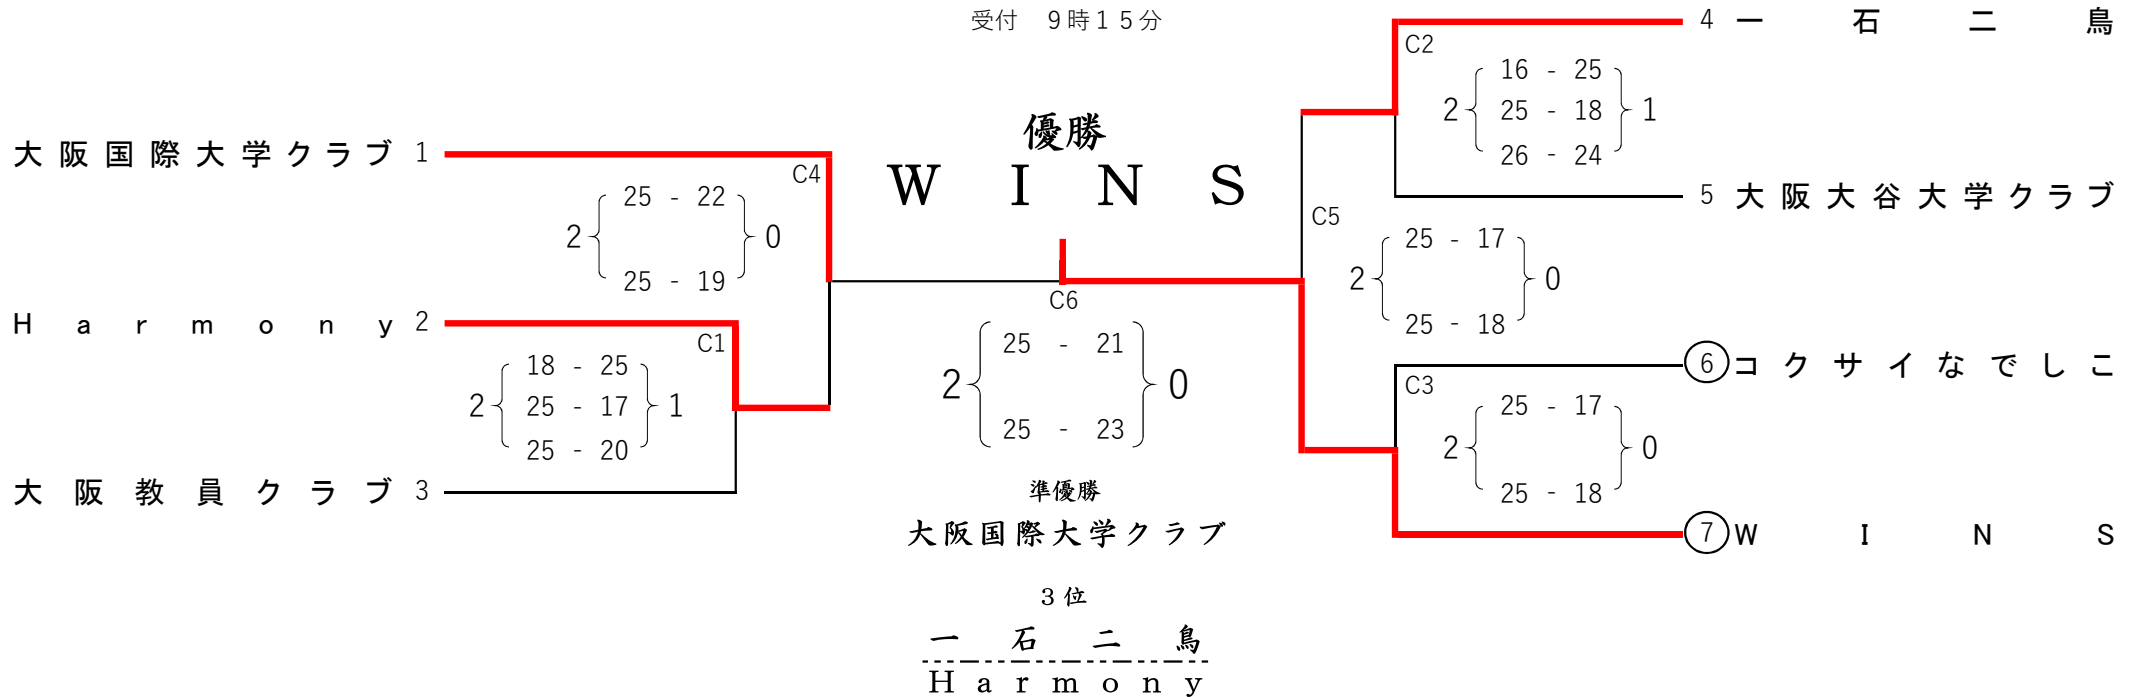 受付　９時１５分
大阪国際大学クラブ 1
C4
25 - 22
2 0
25 - 19
Harmony 2
C1
18 - 25
2 25 - 17 1
25 - 20
大阪教員クラブ 3
優勝
WINS
C6
25 - 21
2 0
25 - 23
準優勝
大阪国際大学クラブ
3位
一石二鳥
Harmony
4 一石二鳥
C2
16 - 25
2 25 - 18 1
26 - 24
5 大阪大谷大学クラブ
C5
25 - 17
2 0
25 - 18
6 コクサイなでしこ
C3
25 - 17
2 0
25 - 18
7 WINS